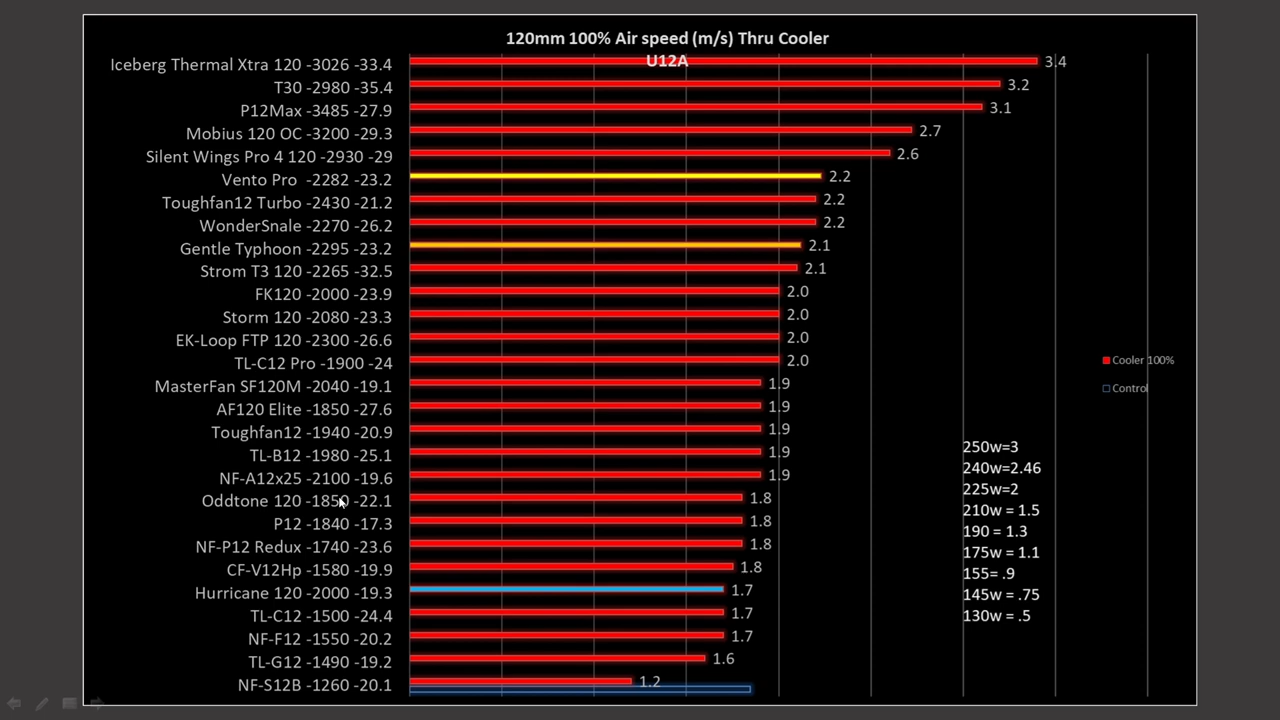 120mm 100% Air speed (m/s) Thru Cooler
U12A
Iceberg Thermal Xtra 120 -3026 -33.4 3.4
T30 -2980 -35.4 3.2
P12Max -3485 -27.9 3.1
Mobius 120 OC -3200 -29.3 2.7
Silent Wings Pro 4 120 -2930 -29 2.6
Vento Pro -2282 -23.2 2.2
Toughfan12 Turbo -2430 -21.2 2.2
WonderSnale -2270 -26.2 2.2
Gentle Typhoon -2295 -23.2 2.1
Strom T3 120 -2265 -32.5 2.1
FK120 -2000 -23.9 2.0
Storm 120 -2080 -23.3 2.0
EK-Loop FTP 120 -2300 -26.6 2.0
TL-C12 Pro -1900 -24 2.0
MasterFan SF120M -2040 -19.1 1.9
AF120 Elite -1850 -27.6 1.9
Toughfan12 -1940 -20.9 1.9
TL-B12 -1980 -25.1 1.9
NF-A12x25 -2100 -19.6 1.9
Oddtone 120 -1850 -22.1 1.8
P12 -1840 -17.3 1.8
NF-P12 Redux -1740 -23.6 1.8
CF-V12Hp -1580 -19.9 1.8
Hurricane 120 -2000 -19.3 1.7
TL-C12 -1500 -24.4 1.7
NF-F12 -1550 -20.2 1.7
TL-G12 -1490 -19.2 1.6
NF-S12B -1260 -20.1 1.2
Cooler 100%
Control
250w=3
240w=2.46
225w=2
210w = 1.5
190 = 1.3
175w = 1.1
155= .9
145w = .75
130w = .5